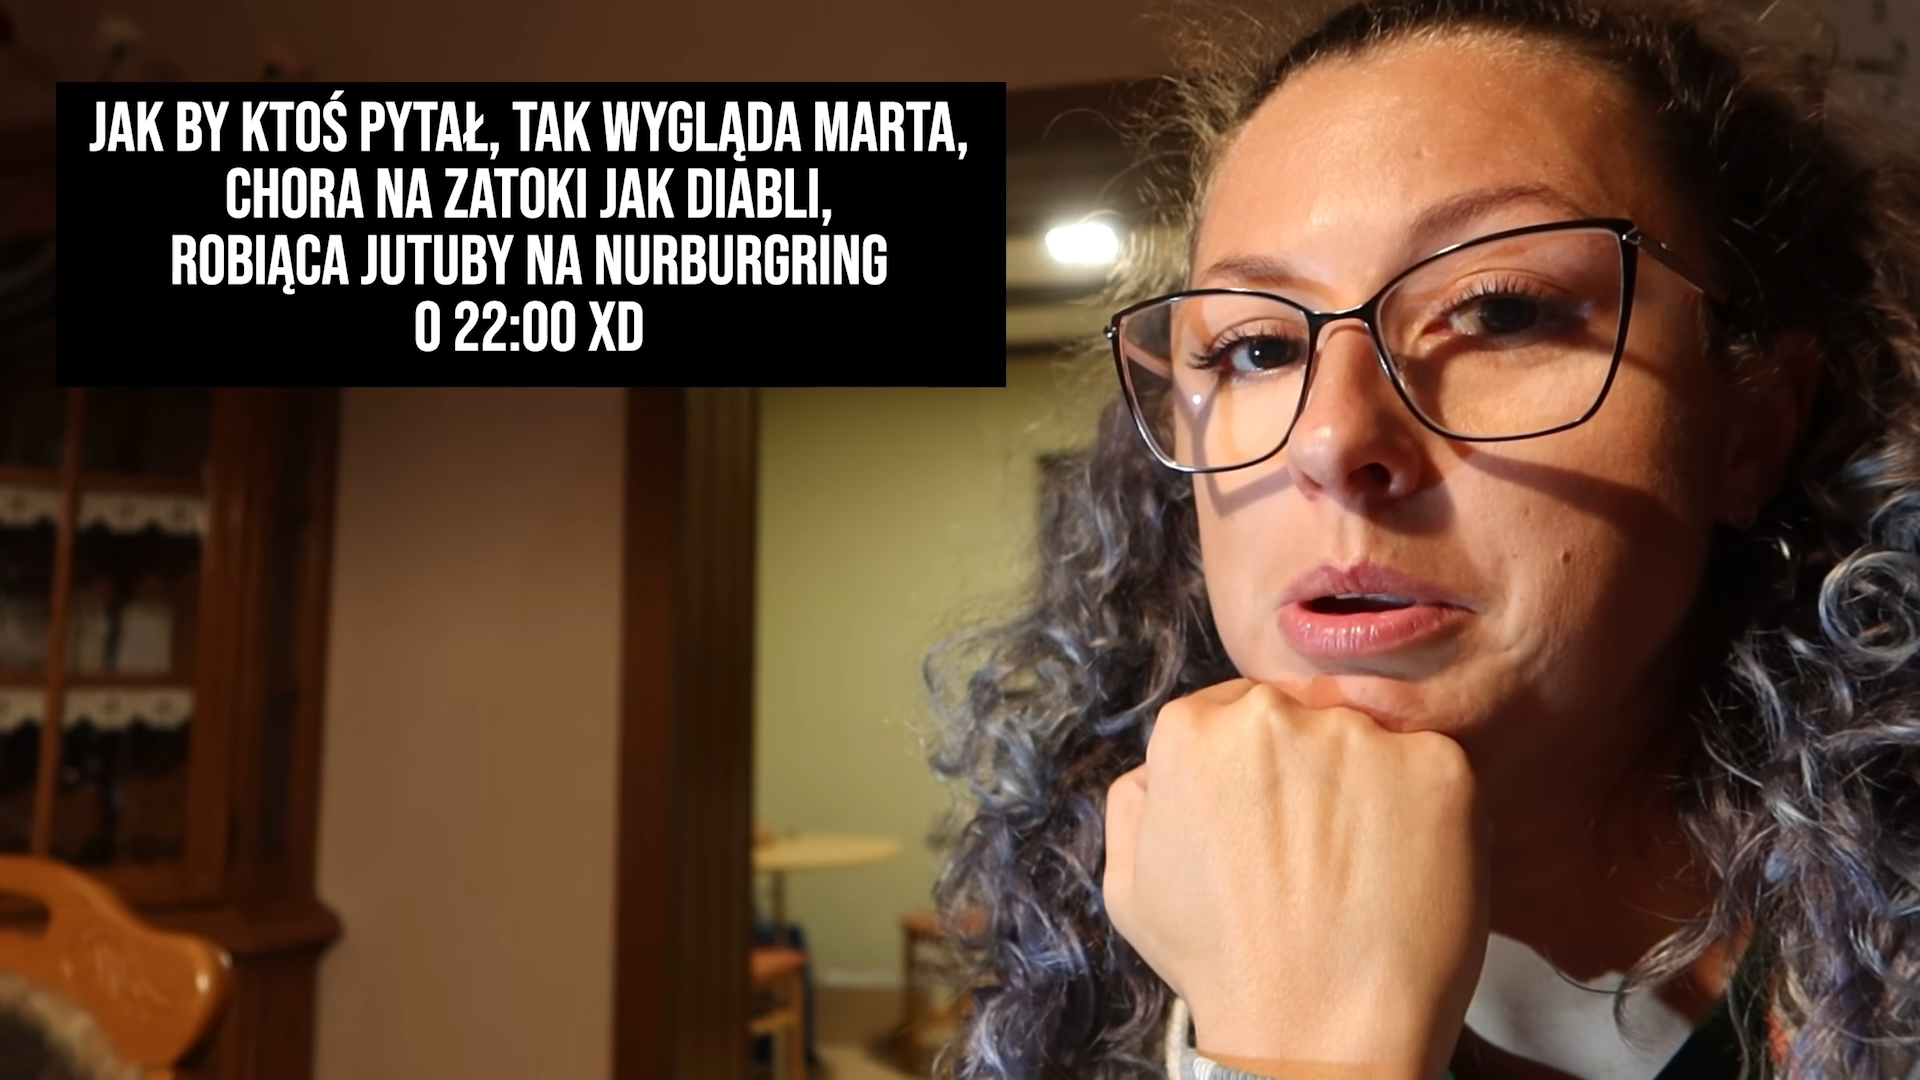 JAK BY KTOŚ PYTAŁ, TAK WYGLĄDA MARTA,
CHORA NA ZATOKI JAK DIABLI,
ROBIĄCA JUTUBY NA NURBURGRING
O 22:00 XD